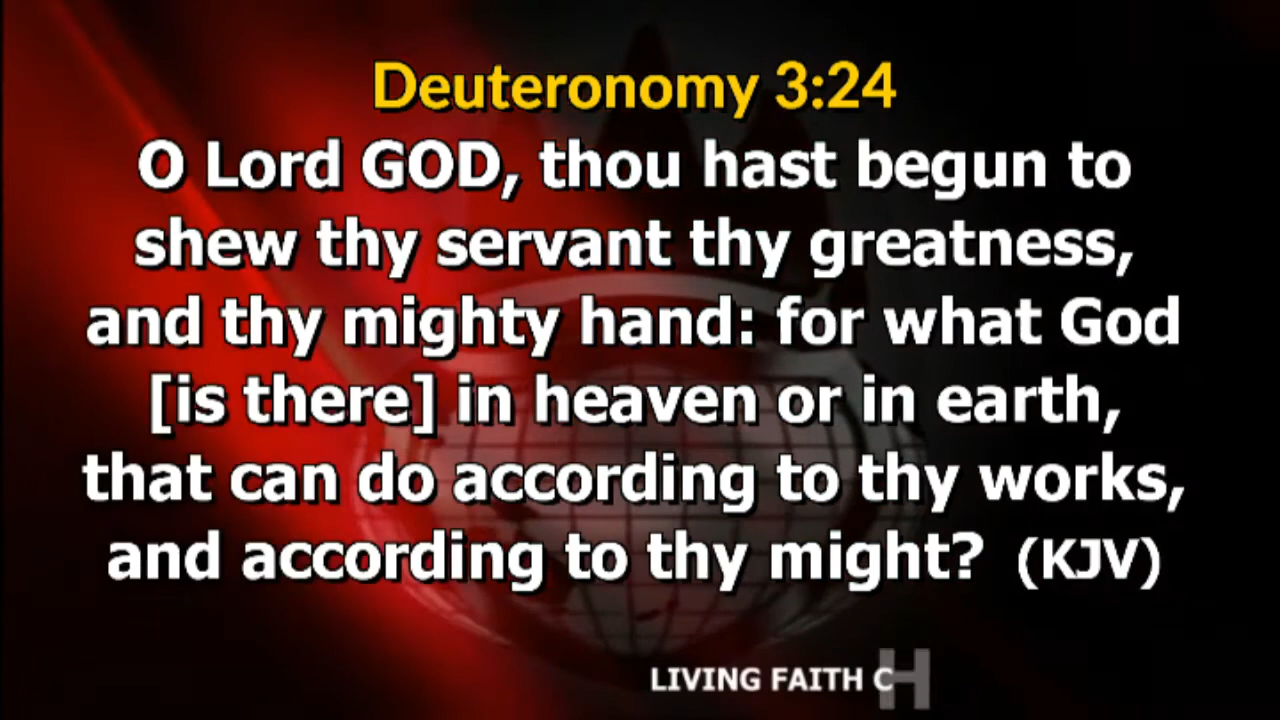 Deuteronomy 3:24
O Lord GOD, thou hast begun to
shew thy servant thy greatness,
and thy mighty hand: for what God
[is there] in heaven or in earth,
that can do according to thy works,
and according to thy might? (KJV)
LIVING FAITH CH